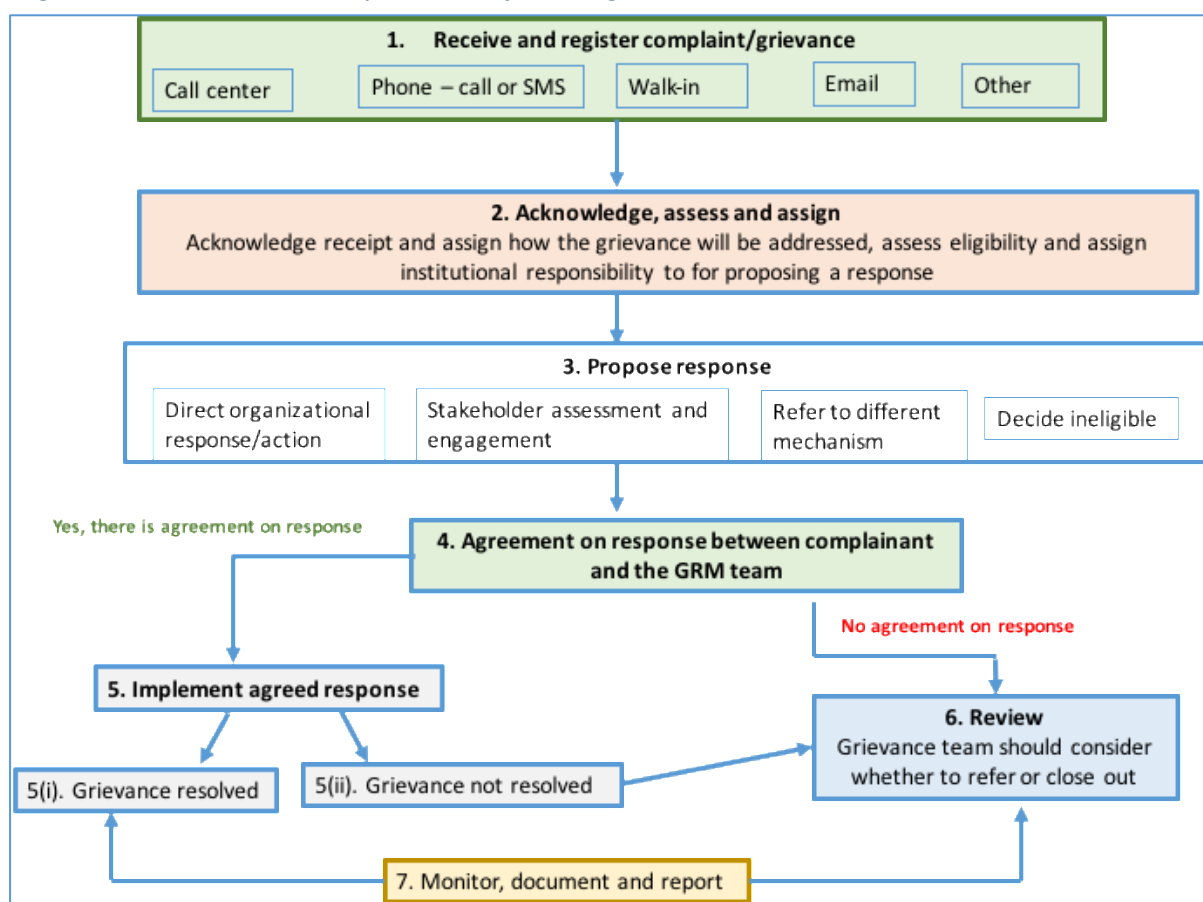 1. Receive and register complaint/grievance
Call center
Phone – call or SMS
Walk-in
Email
Other
2. Acknowledge, assess and assign
Acknowledge receipt and assign how the grievance will be addressed, assess eligibility and assign
institutional responsibility to for proposing a response
3. Propose response
Direct organizational
response/action
Stakeholder assessment and
engagement
Refer to different
mechanism
Decide ineligible
Yes, there is agreement on response
4. Agreement on response between complainant
and the GRM team
No agreement on response
5. Implement agreed response
6. Review
Grievance team should consider
whether to refer or close out
5(i). Grievance resolved
5(ii). Grievance not resolved
7. Monitor, document and report